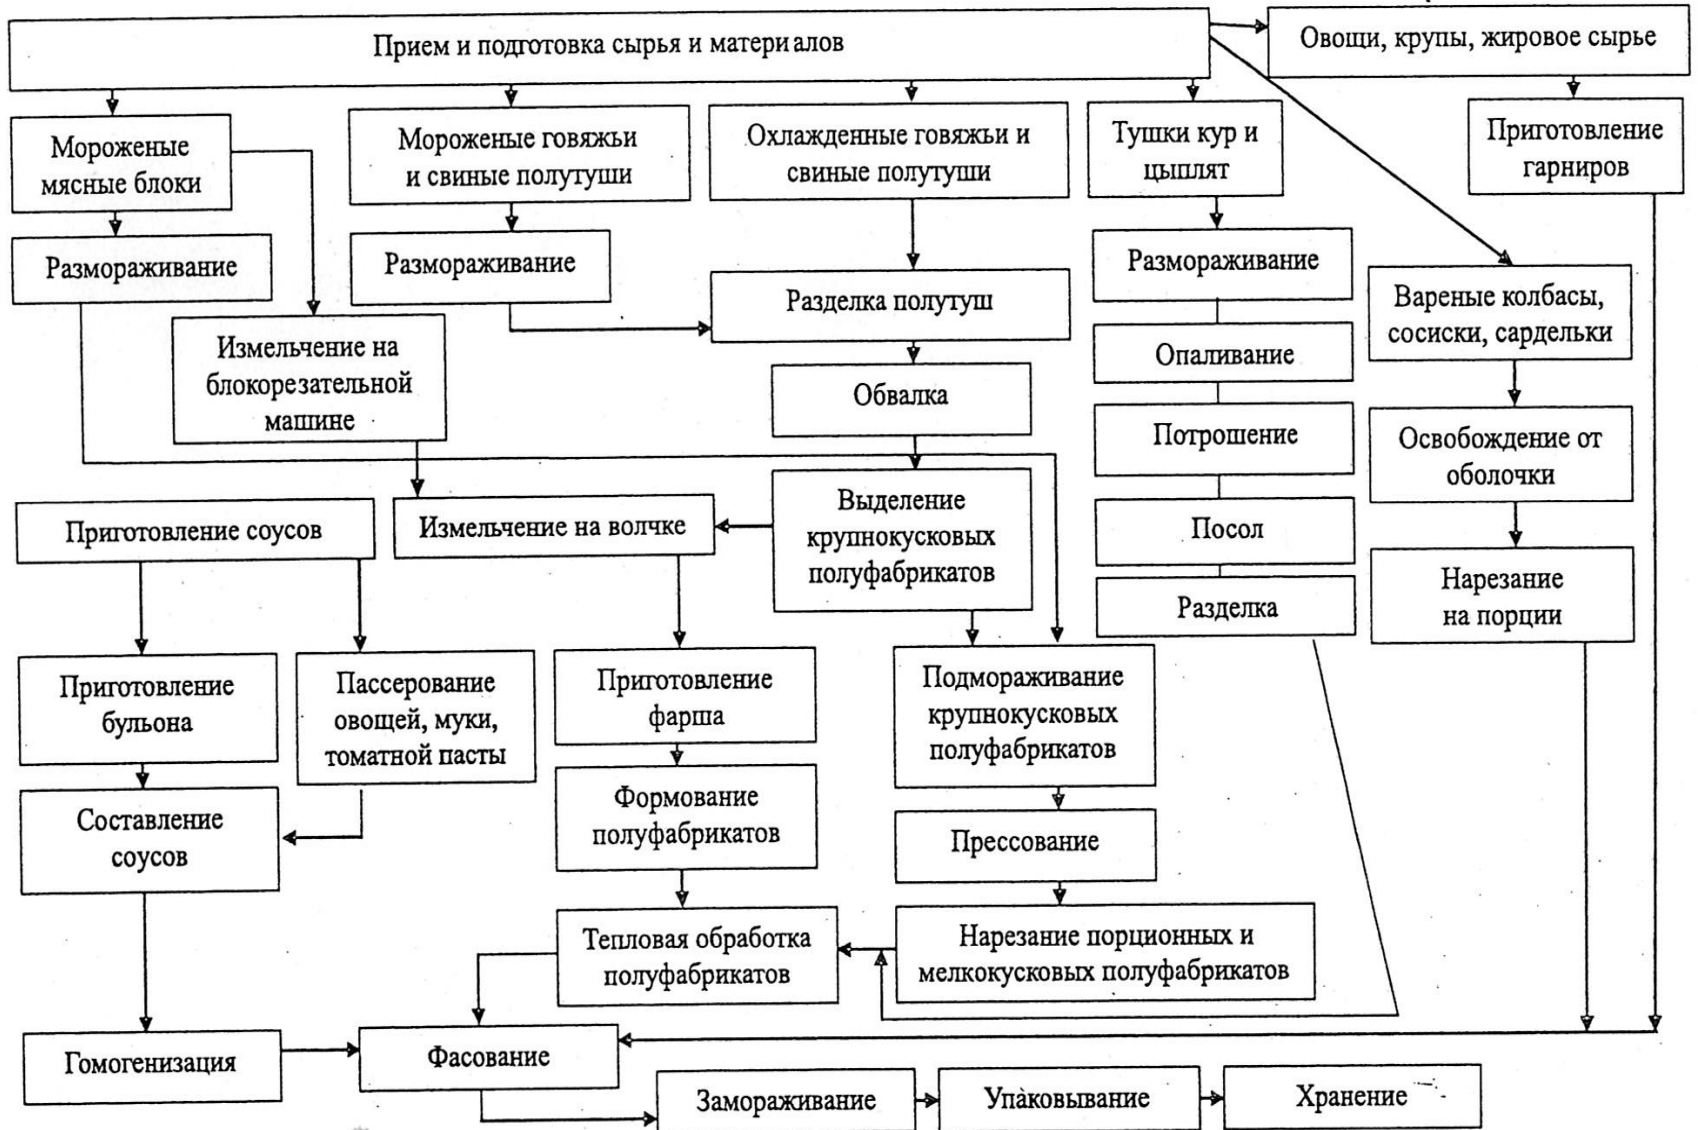 Прием и подготовка сырья и материалов
Овощи, крупы, жировое сырье
Мороженые
мясные блоки
Мороженые говяжьи
и свиные полутуши
Охлажденные говяжьи и
свиные полутуши
Тушки кур и
цыплят
Приготовление
гарниров
Размораживание
Размораживание
Размораживание
Разделка полутуш
Вареные колбасы,
сосиски, сардельки
Измельчение на
блокорезательной
машине
Опаливание
Обвалка
Потрошение
Освобождение от
оболочки
Приготовление соусов
Измельчение на волчке
Выделение
крупнокусковых
полуфабрикатов
Посол
Нарезание
на порции
Разделка
Приготовление
бульона
Пассерование
овощей, муки,
томатной пасты
Приготовление
фарша
Подмораживание
крупнокусковых
полуфабрикатов
Составление
соусов
Формование
полуфабрикатов
Прессование
Тепловая обработка
полуфабрикатов
Нарезание порционных и
мелкокусковых полуфабрикатов
Гомогенизация
Фасование
Замораживание
Упаковывание
Хранение